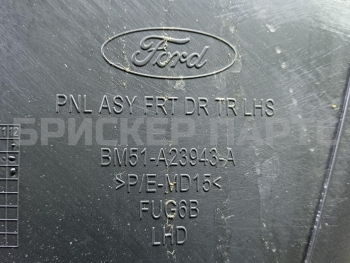 Ford
PNL ASY FRT DR TR LHS
БРИСКЕР ПАРТС
BM51-A23943-A
>P/E-MD15<
FUG6B
LHD